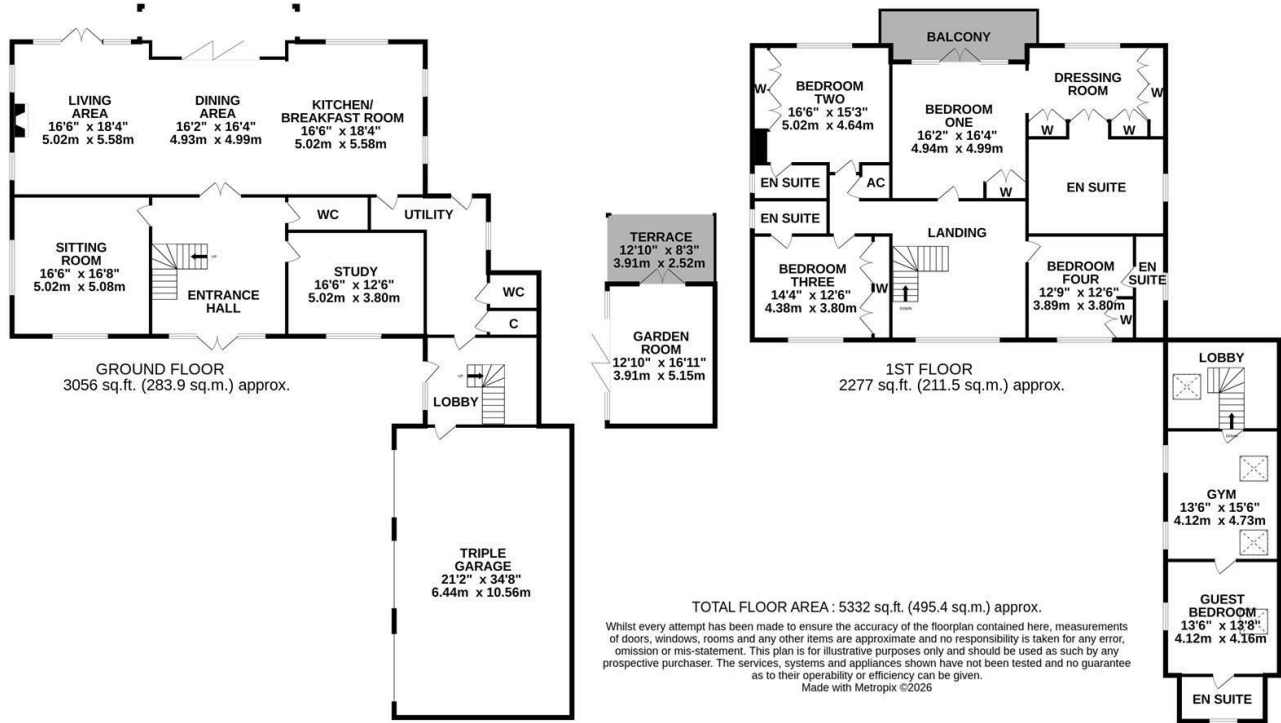 LIVING
AREA
16'6" x 18'4"
5.02m x 5.58m
DINING
AREA
16'2" x 16'4"
4.93m x 4.99m
KITCHEN/
BREAKFAST ROOM
16'6" x 18'4"
5.02m x 5.58m
SITTING
ROOM
16'6" x 16'8"
5.02m x 5.08m
UP
ENTRANCE
HALL
WC
UTILITY
STUDY
16'6" x 12'6"
5.02m x 3.80m
WC
C
UP
LOBBY
GROUND FLOOR
3056 sq.ft. (283.9 sq.m.) approx.
TRIPLE
GARAGE
21'2" x 34'8"
6.44m x 10.56m
TERRACE
12'10" x 8'3"
3.91m x 2.52m
GARDEN
ROOM
12'10" x 16'11"
3.91m x 5.15m
BALCONY
W
BEDROOM
TWO
16'6" x 15'3"
5.02m x 4.64m
BEDROOM
ONE
16'2" x 16'4"
4.94m x 4.99m
DRESSING
ROOM
W
W
W
EN SUITE
AC
W
EN SUITE
EN SUITE
LANDING
BEDROOM
THREE
14'4" x 12'6"
4.38m x 3.80m
W
DOWN
BEDROOM
FOUR
12'9" x 12'6"
3.89m x 3.80m
W
EN
SUITE
1ST FLOOR
2277 sq.ft. (211.5 sq.m.) approx.
LOBBY
DOWN
GYM
13'6" x 15'6"
4.12m x 4.73m
GUEST
BEDROOM
13'6" x 13'8"
4.12m x 4.16m
EN SUITE
TOTAL FLOOR AREA : 5332 sq.ft. (495.4 sq.m.) approx.
Whilst every attempt has been made to ensure the accuracy of the floorplan contained here, measurements
of doors, windows, rooms and any other items are approximate and no responsibility is taken for any error,
omission or mis-statement. This plan is for illustrative purposes only and should be used as such by any
prospective purchaser. The services, systems and appliances shown have not been tested and no guarantee
as to their operability or efficiency can be given.
Made with Metropix ©2026